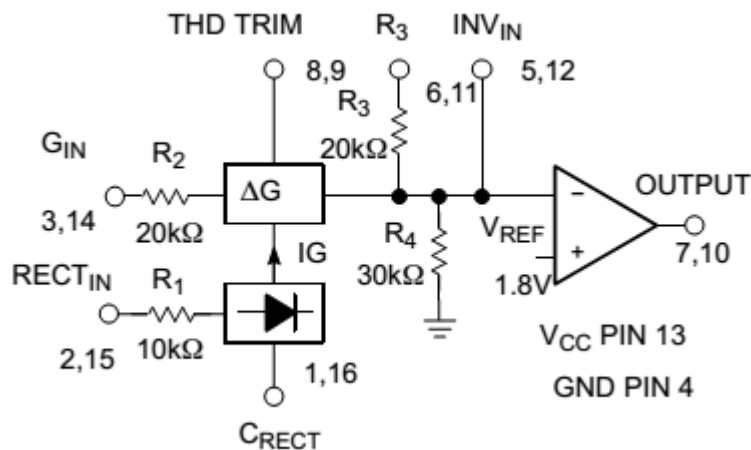 THD TRIM
R3
INVIN
8,9
6,11
5,12
R3
20kΩ
GIN
R2
ΔG
3,14
20kΩ
OUTPUT
VREF
−
+
1.8V
7,10
R4
30kΩ
IG
RECTIN
R1
10kΩ
2,15
1,16
CRECT
VCC PIN 13
GND PIN 4